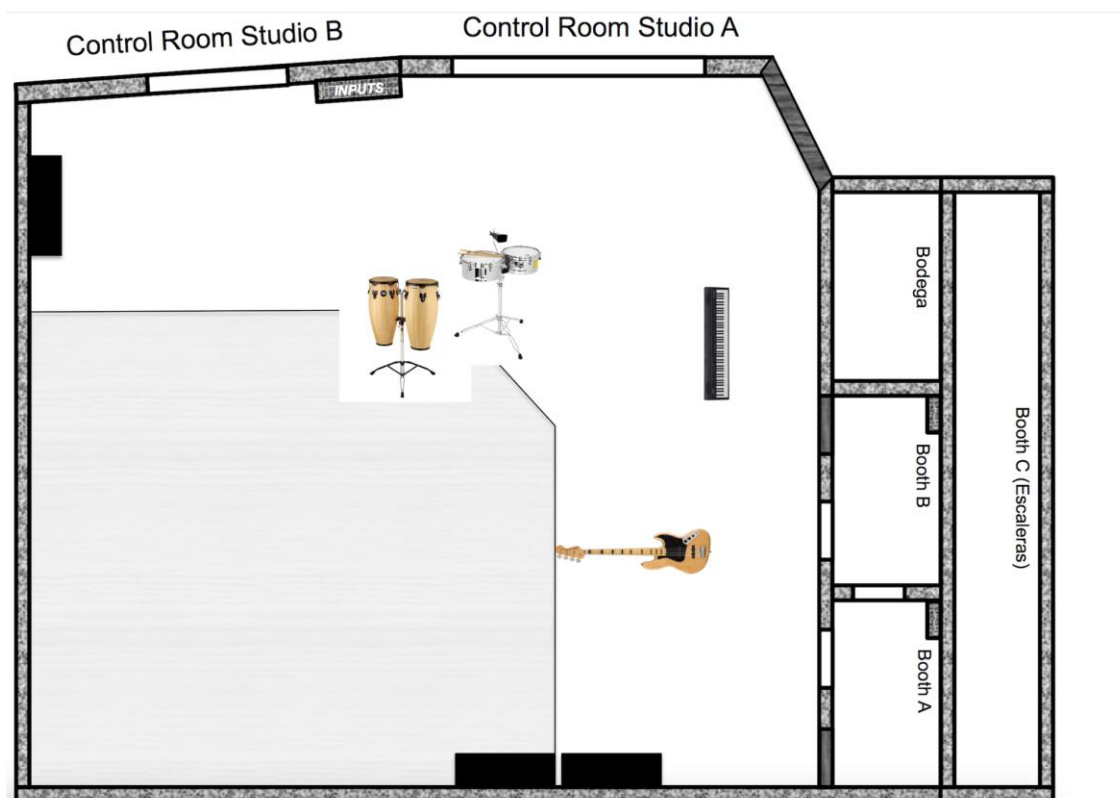 Control Room Studio B
Control Room Studio A
INPUTS
Bodega
Booth B
Booth C (Escaleras)
Booth A